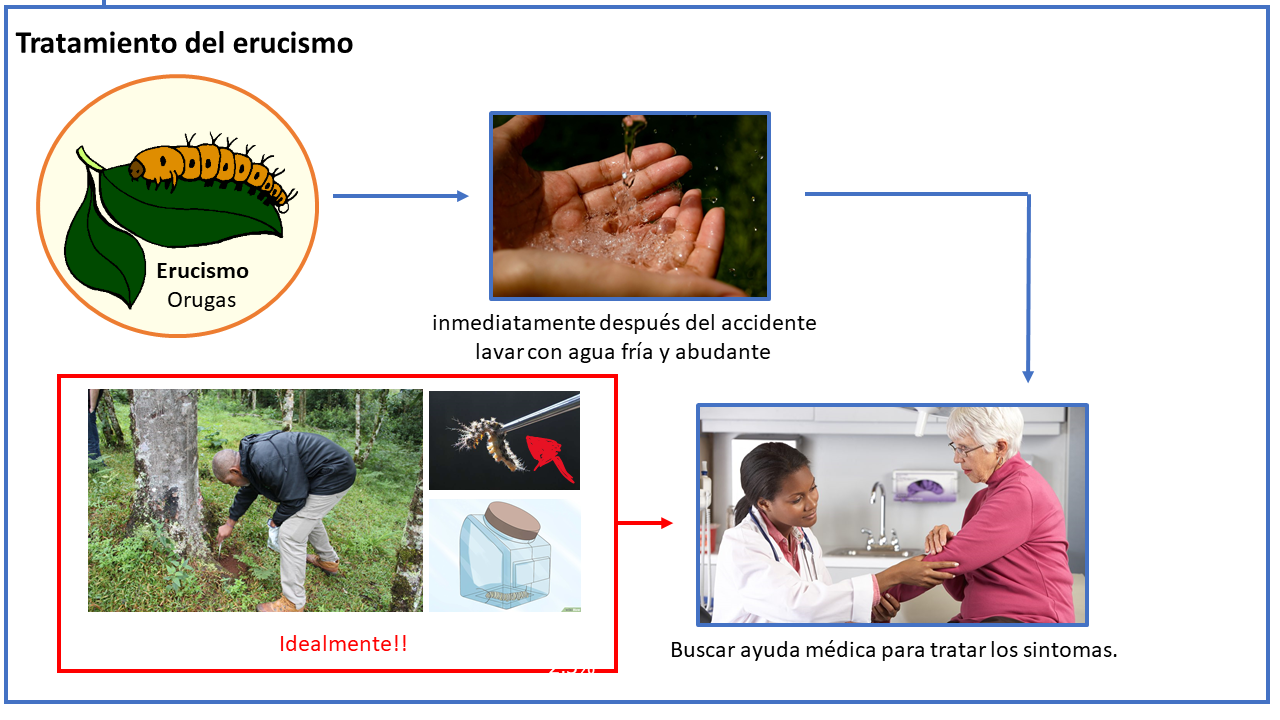 Tratamiento del erucismo
Erucismo
Orugas
inmediatamente después del accidente
lavar con agua fría y abudante
Idealmente!!
Buscar ayuda médica para tratar los sintomas.